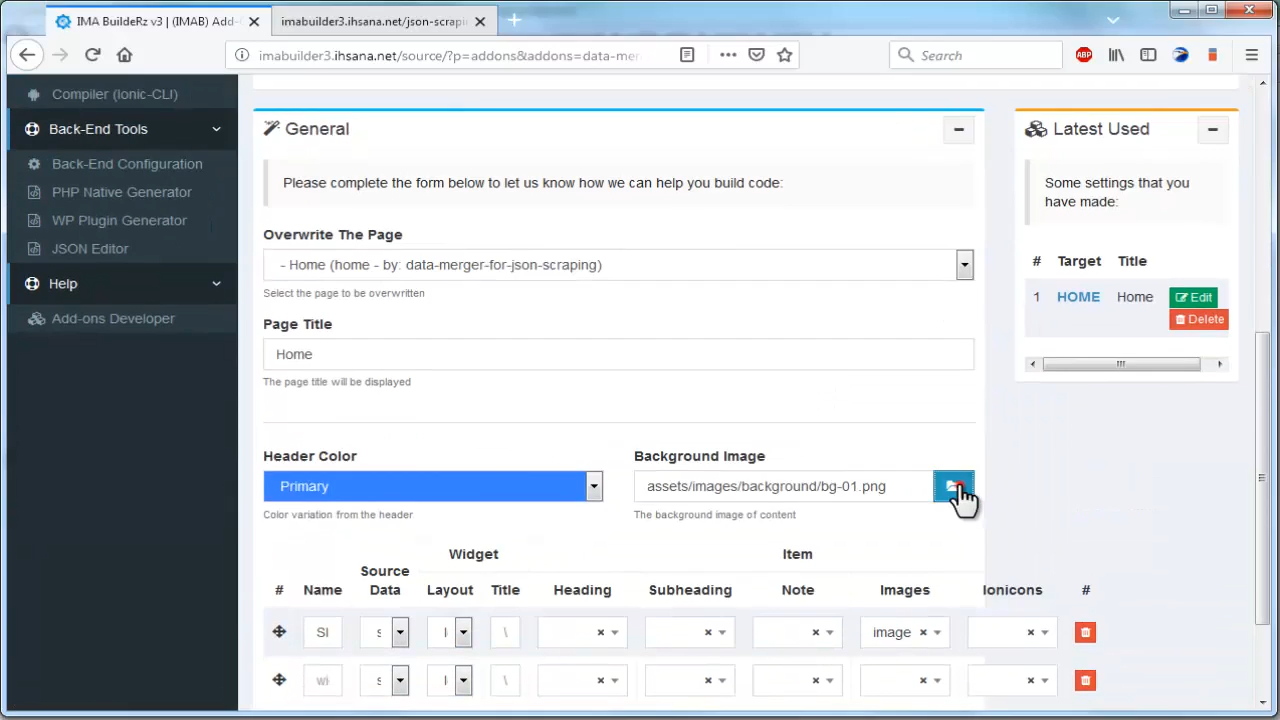 IMA BuildeRz v3 | (IMAB) Add-
imabuilder3.ihsana.net/json-scrapin
imabuilder3.ihsana.net/source/?p=addons&addons=data-mer
Search
ABP
Compiler (Ionic-CLI)
Back-End Tools
Back-End Configuration
PHP Native Generator
WP Plugin Generator
JSON Editor
Help
Add-ons Developer
General
Please complete the form below to let us know how we can help you build code:
Overwrite The Page
- Home (home - by: data-merger-for-json-scraping)
Select the page to be overwritten
Page Title
Home
The page title will be displayed
Header Color
Primary
Color variation from the header
Background Image
assets/images/background/bg-01.png
The background image of content
Widget
Item
# Name Source Data Layout Title Heading Subheading Note Images Ionicons #
Sl s l \ × × × image × ×
wi s l \ × × × × ×
Latest Used
Some settings that you
have made:
# Target Title
1 HOME Home Edit
Delete